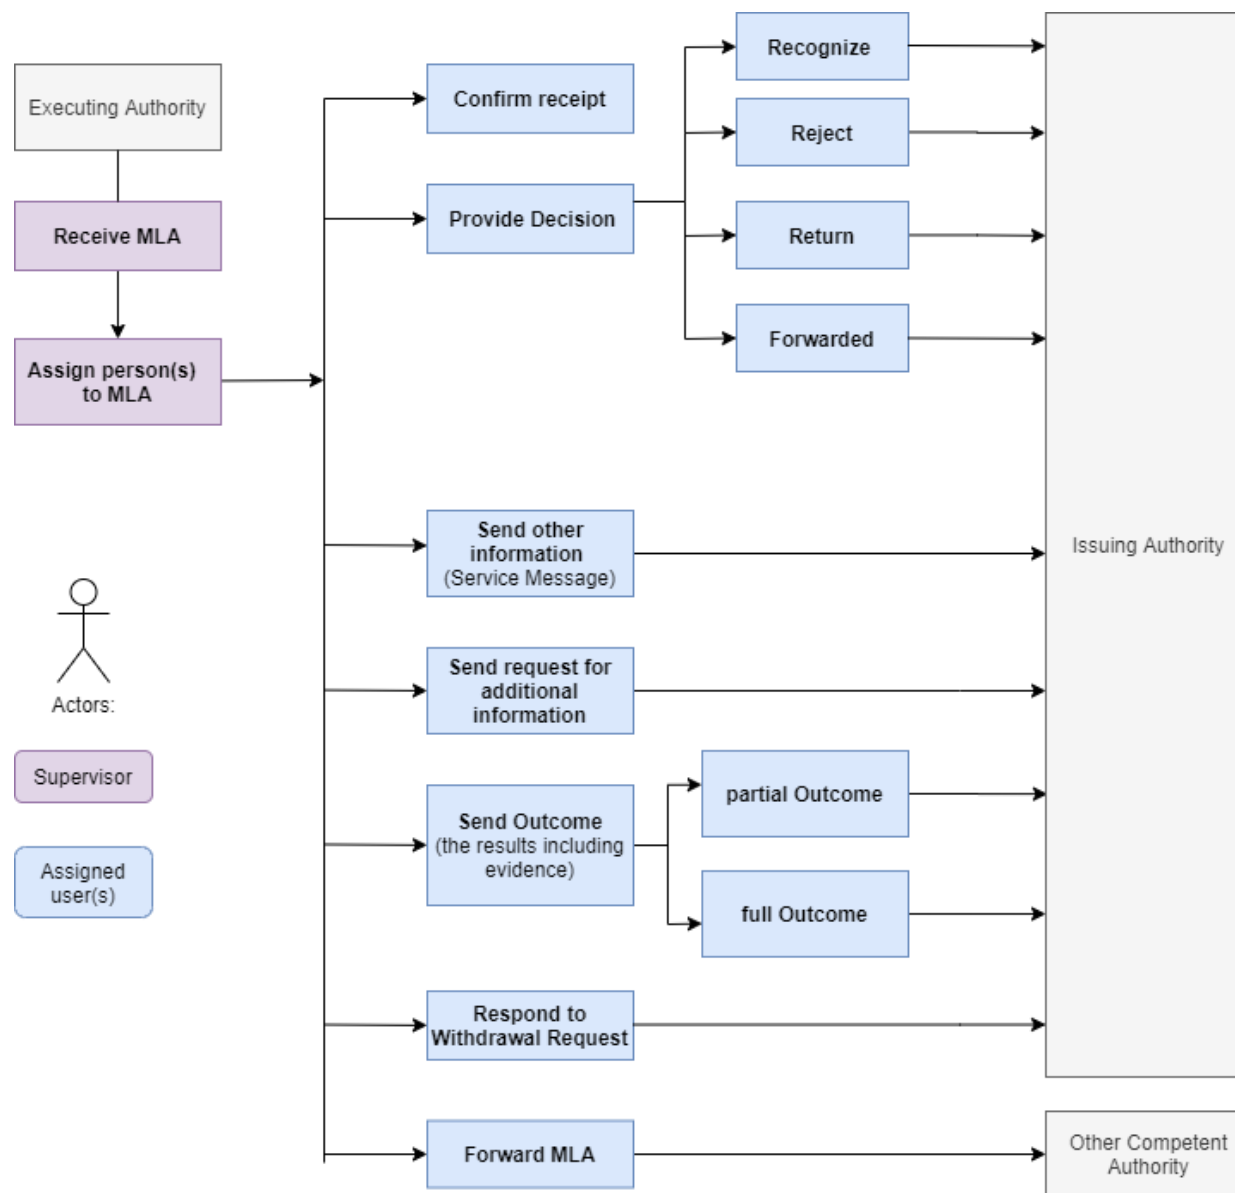 Executing Authority
Receive MLA
Assign person(s)
to MLA
Actors:
Supervisor
Assigned
user(s)
Confirm receipt
Provide Decision
Recognize
Reject
Return
Forwarded
Send other
information
(Service Message)
Send request for
additional
information
Send Outcome
(the results including
evidence)
partial Outcome
full Outcome
Respond to
Withdrawal Request
Forward MLA
Issuing Authority
Other Competent
Authority